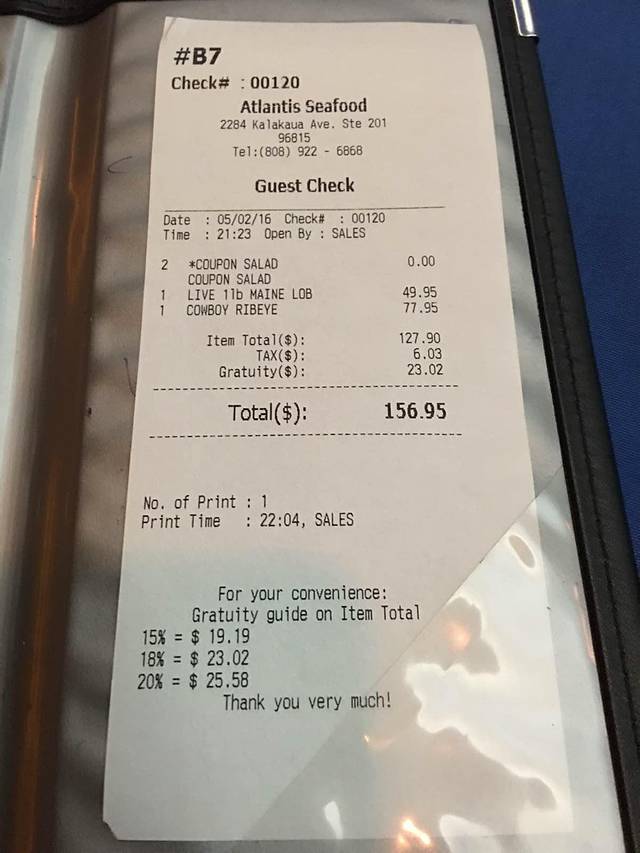 #B7
Check# : 00120
Atlantis Seafood
2284 Kalakaua Ave. Ste 201
96815
Tel:(808) 922 - 6868
Guest Check
Date : 05/02/16 Check# : 00120
Time : 21:23 Open By : SALES
2 *COUPON SALAD 0.00
COUPON SALAD
1 LIVE 1lb MAINE LOB 49.95
1 COWBOY RIBEYE 77.95
Item Total($): 127.90
TAX($): 6.03
Gratuity($): 23.02
Total($): 156.95
No. of Print : 1
Print Time : 22:04, SALES
For your convenience:
Gratuity guide on Item Total
15% = $ 19.19
18% = $ 23.02
20% = $ 25.58
Thank you very much!